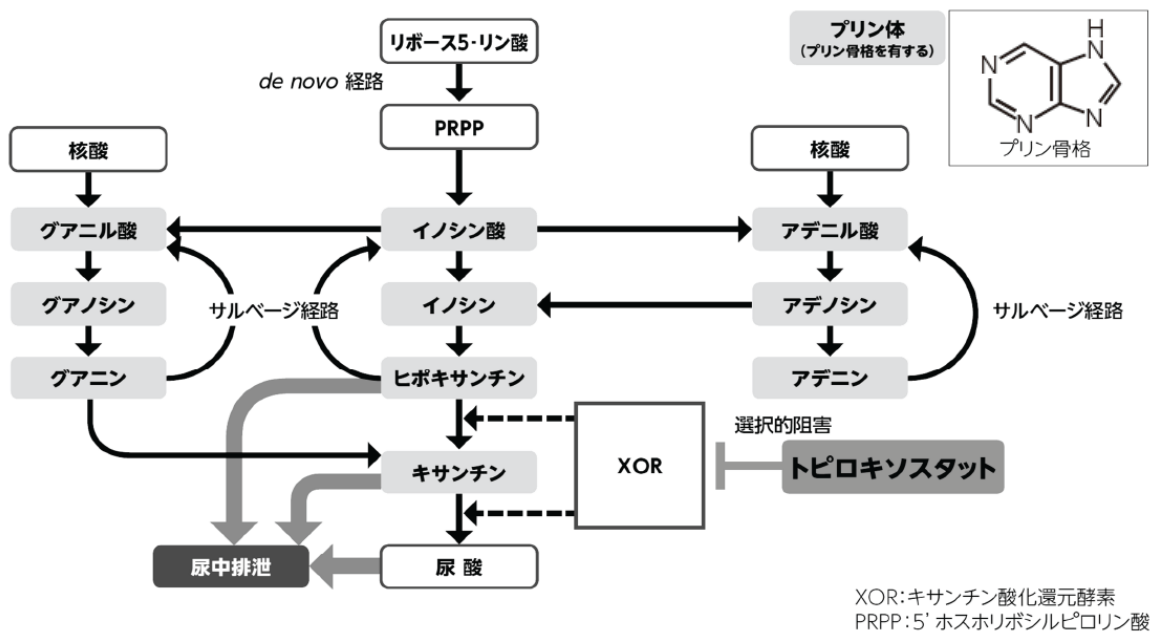 リボース5-リン酸
プリン体
(プリン骨格を有する)
H
N
N
N
N
プリン骨格
de novo 経路
PRPP
核酸
核酸
グアニル酸
イノシン酸
アデニル酸
グアノシン
サルベージ経路
イノシン
アデノシン
サルベージ経路
グアニン
ヒポキサンチン
アデニン
選択的阻害
XOR
トピロキソスタット
キサンチン
尿中排泄
尿 酸
XOR：キサンチン酸化還元酵素
PRPP：5’ホスホリボシルピロリン酸